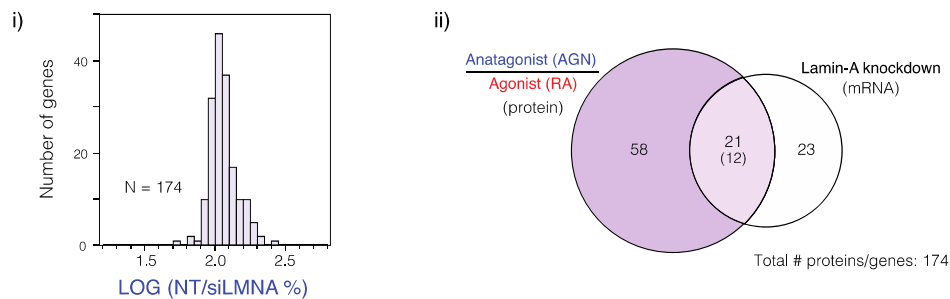 i)
Number of genes
40
20
0
N = 174
1.5
2.0
2.5
LOG (NT/siLMNA %)
ii)
Anatagonist (AGN)
Agonist (RA)
(protein)
Lamin-A knockdown
(mRNA)
58
21
(12)
23
Total # proteins/genes: 174